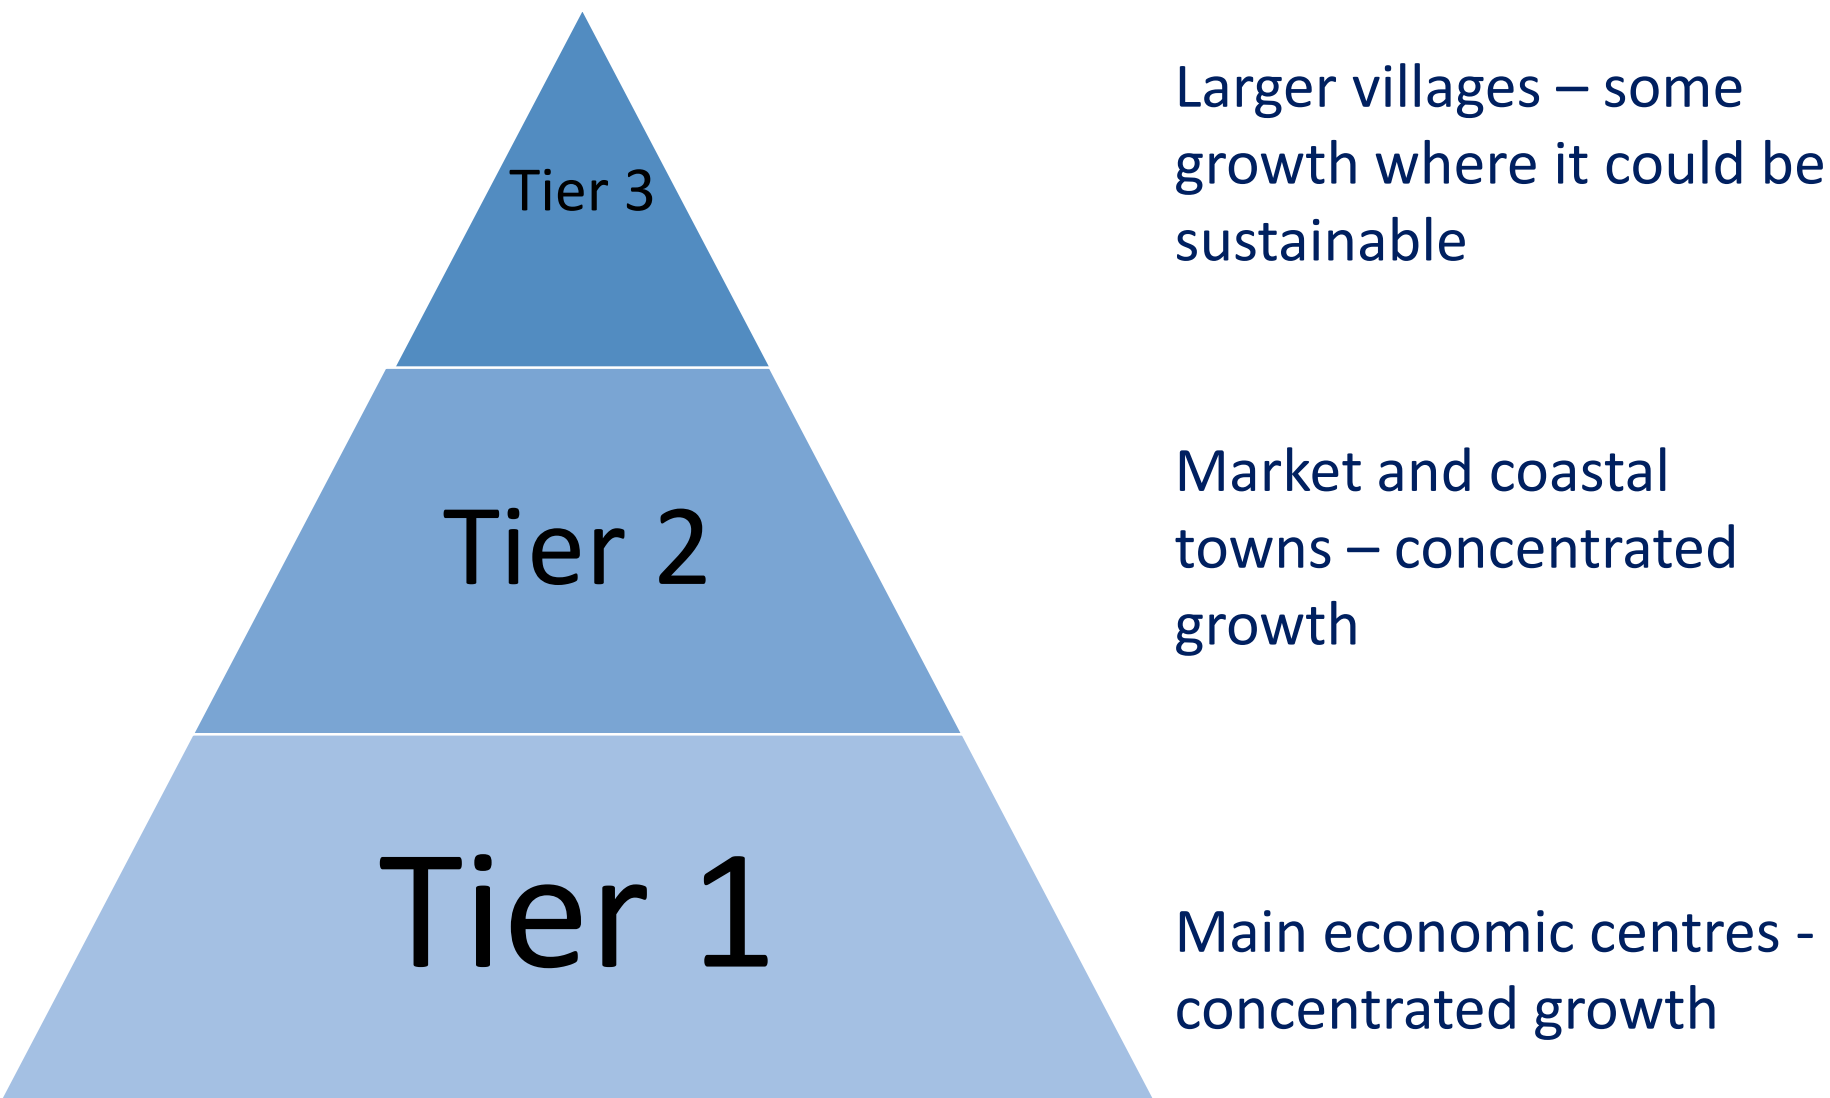 Tier 3
Larger villages – some
growth where it could be
sustainable
Tier 2
Market and coastal
towns – concentrated
growth
Tier 1
Main economic centres -
concentrated growth